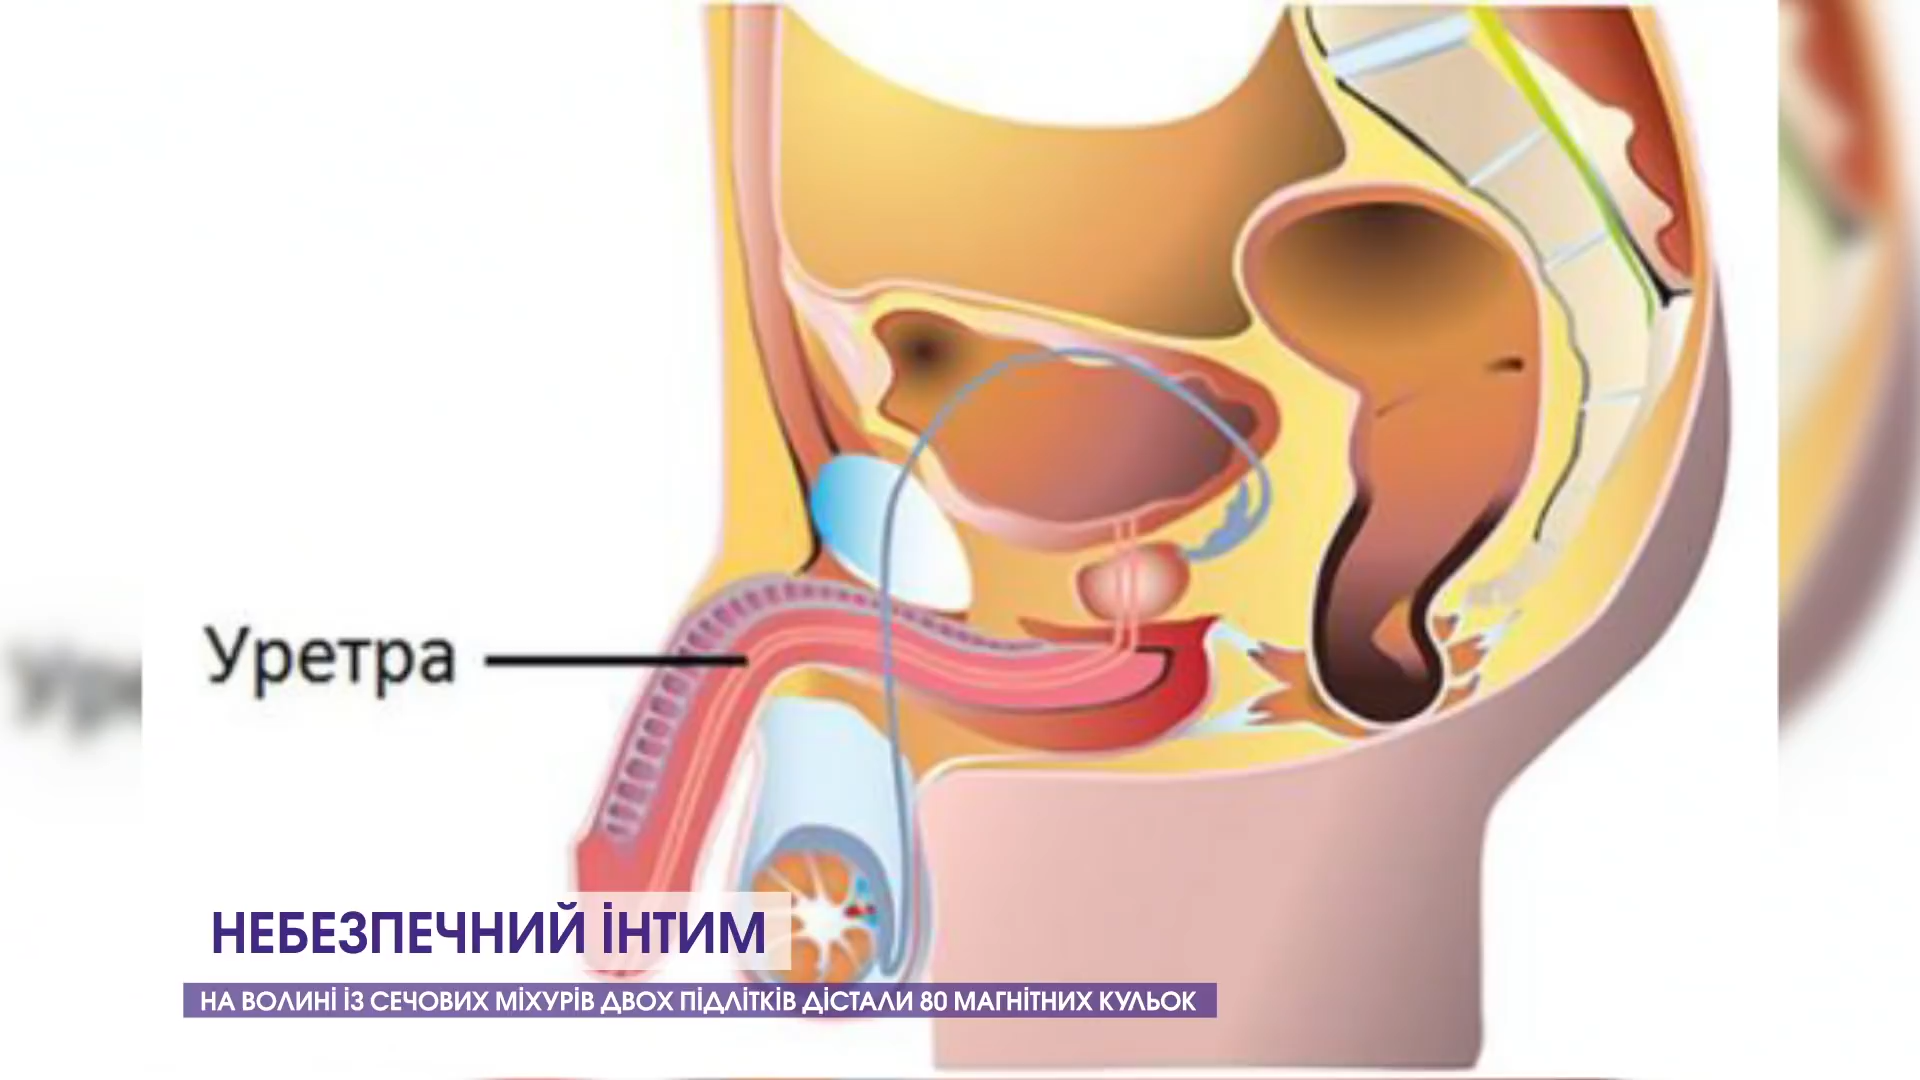 Уретра
НЕБЕЗПЕЧНИЙ ІНТИМ
НА ВОЛИНІ ІЗ СЕЧОВИХ МІХУРІВ ДВОХ ПІДЛІТКІВ ДІСТАЛИ 80 МАГНІТНИХ КУЛЬОК